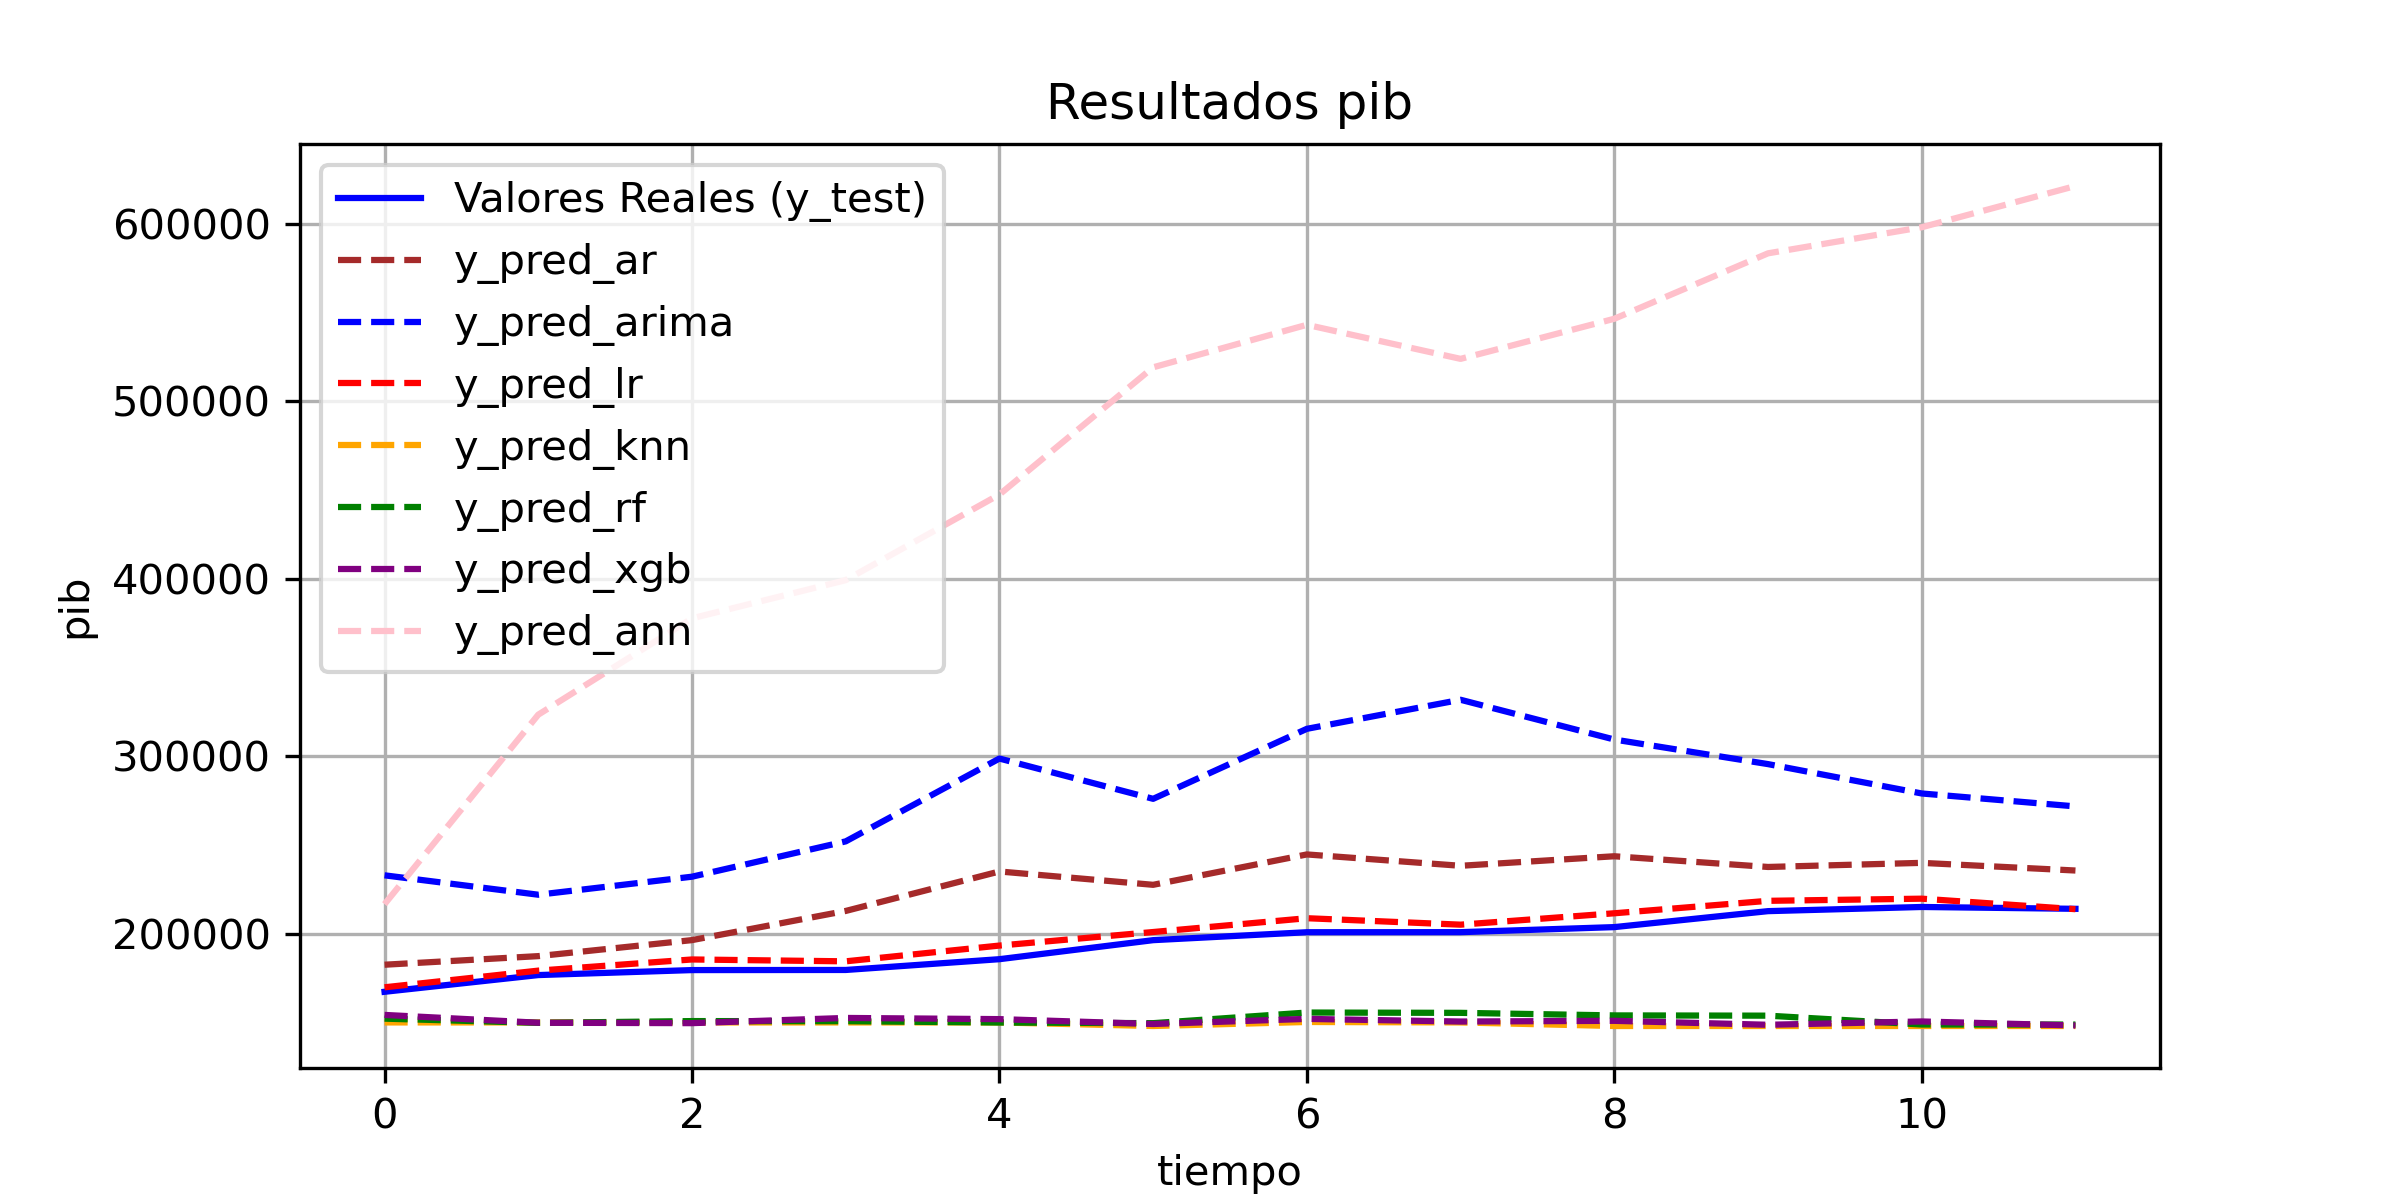 Resultados pib
Valores Reales (y_test)
y_pred_ar
y_pred_arima
y_pred_lr
y_pred_knn
y_pred_rf
y_pred_xgb
y_pred_ann
600000
500000
400000
300000
200000
pib
0 2 4 6 8 10
tiempo